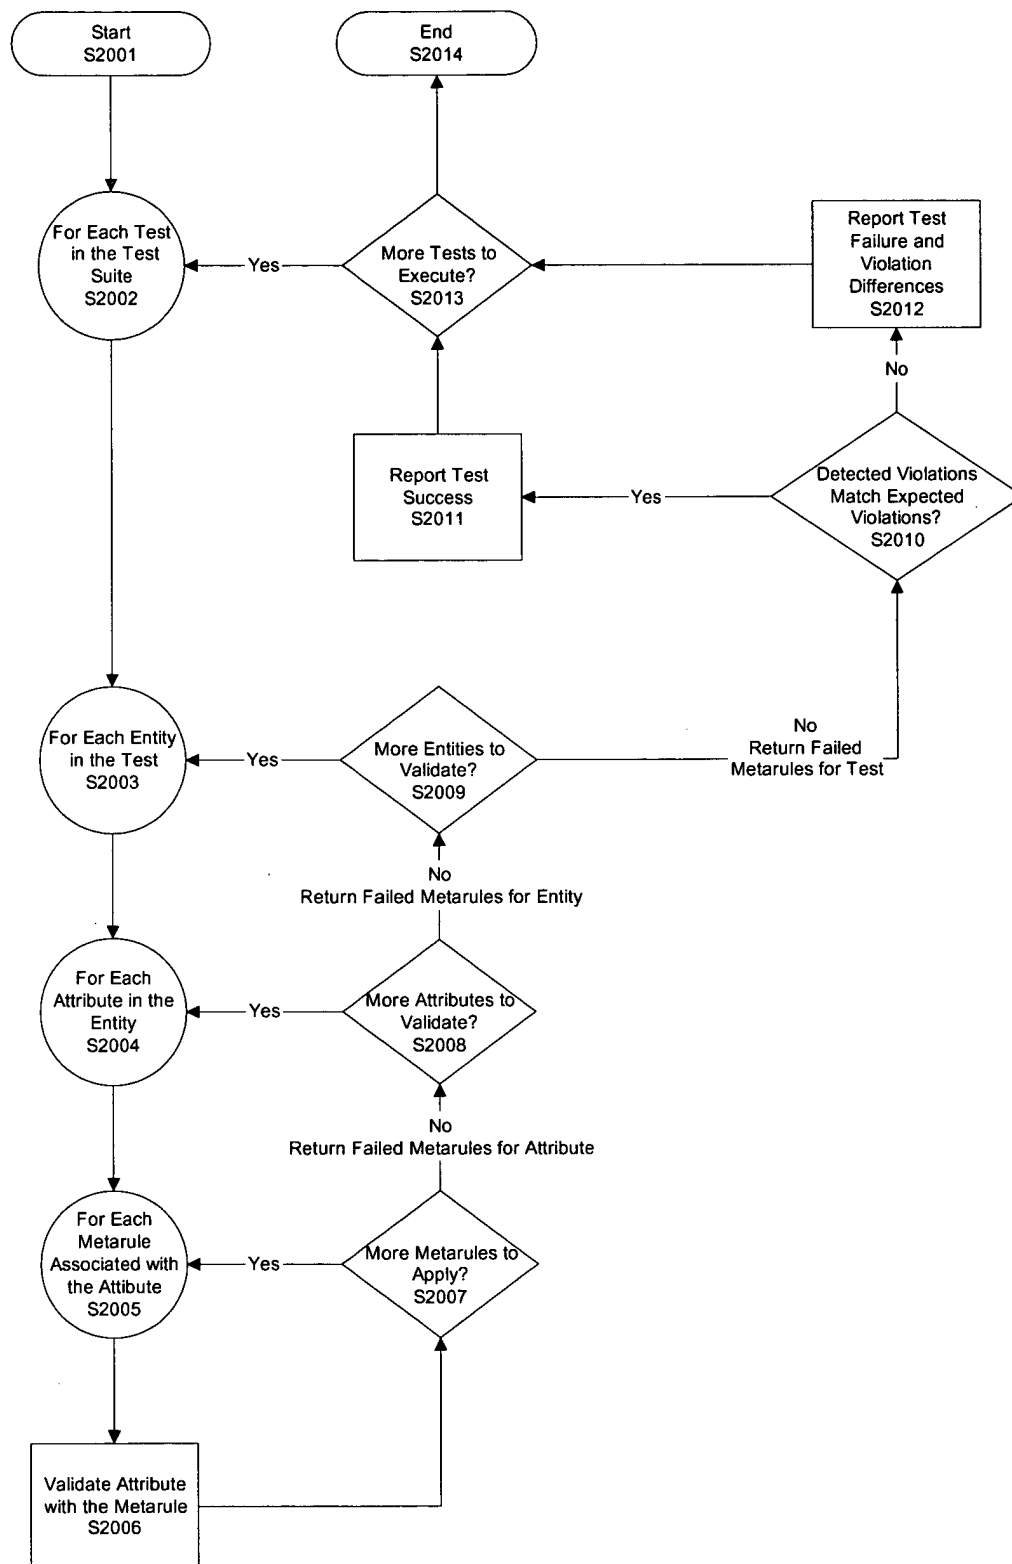 Start
S2001
End
S2014
For Each Test
in the Test
Suite
S2002
Yes
More Tests to
Execute?
S2013
Report Test
Failure and
Violation
Differences
S2012
No
Report Test
Success
S2011
Yes
Detected Violations
Match Expected
Violations?
S2010
For Each Entity
in the Test
S2003
Yes
More Entities to
Validate?
S2009
No
Return Failed
Metarules for Test
No
Return Failed Metarules for Entity
For Each
Attribute in the
Entity
S2004
Yes
More Attributes to
Validate?
S2008
No
Return Failed Metarules for Attribute
For Each
Metarule
Associated with
the Attibute
S2005
Yes
More Metarules to
Apply?
S2007
Validate Attribute
with the Metarule
S2006